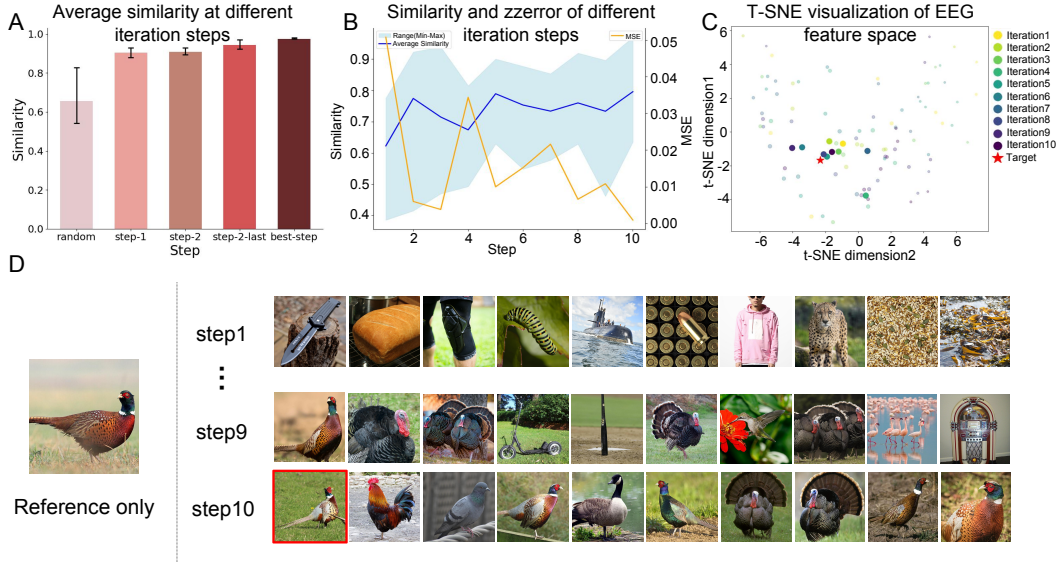 A
Average similarity at different
iteration steps
1.0
0.8
0.6
0.4
0.2
0.0
Similarity
random
step-1
step-2
step-2-last
best-step
Step
B
Similarity and zzerror of different
iteration steps
Range(Min-Max)
Average Similarity
MSE
0.9
0.8
0.7
0.6
0.5
0.4
Similarity
0.05
0.04
0.03
0.02
0.01
0.00
MSE
2
4
6
8
10
Step
C
T-SNE visualization of EEG
feature space
6
4
2
0
-2
-4
t-SNE dimension1
-6
-4
-2
0
2
4
6
t-SNE dimension2
Iteration1
Iteration2
Iteration3
Iteration4
Iteration5
Iteration6
Iteration7
Iteration8
Iteration9
Iteration10
Target
D
step1
⋮
step9
step10
Reference only